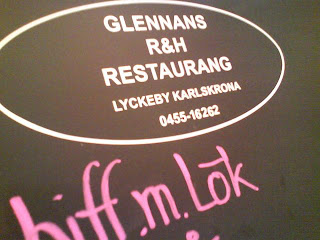 GLENNANS
R&H
RESTAURANG
LYCKEBY KARLSKRONA
0455-16262
biff.m.Lök